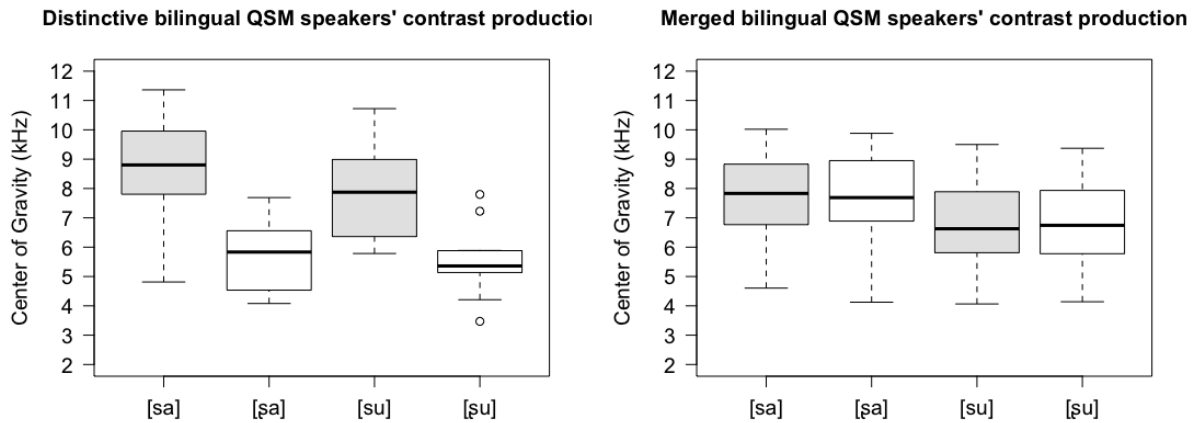 Distinctive bilingual QSM speakers' contrast production
Center of Gravity (kHz)
12
11
10
9
8
7
6
5
4
3
2
[sa]
[ʂa]
[su]
[ʂu]
Merged bilingual QSM speakers' contrast production
Center of Gravity (kHz)
12
11
10
9
8
7
6
5
4
3
2
[sa]
[ʂa]
[su]
[ʂu]